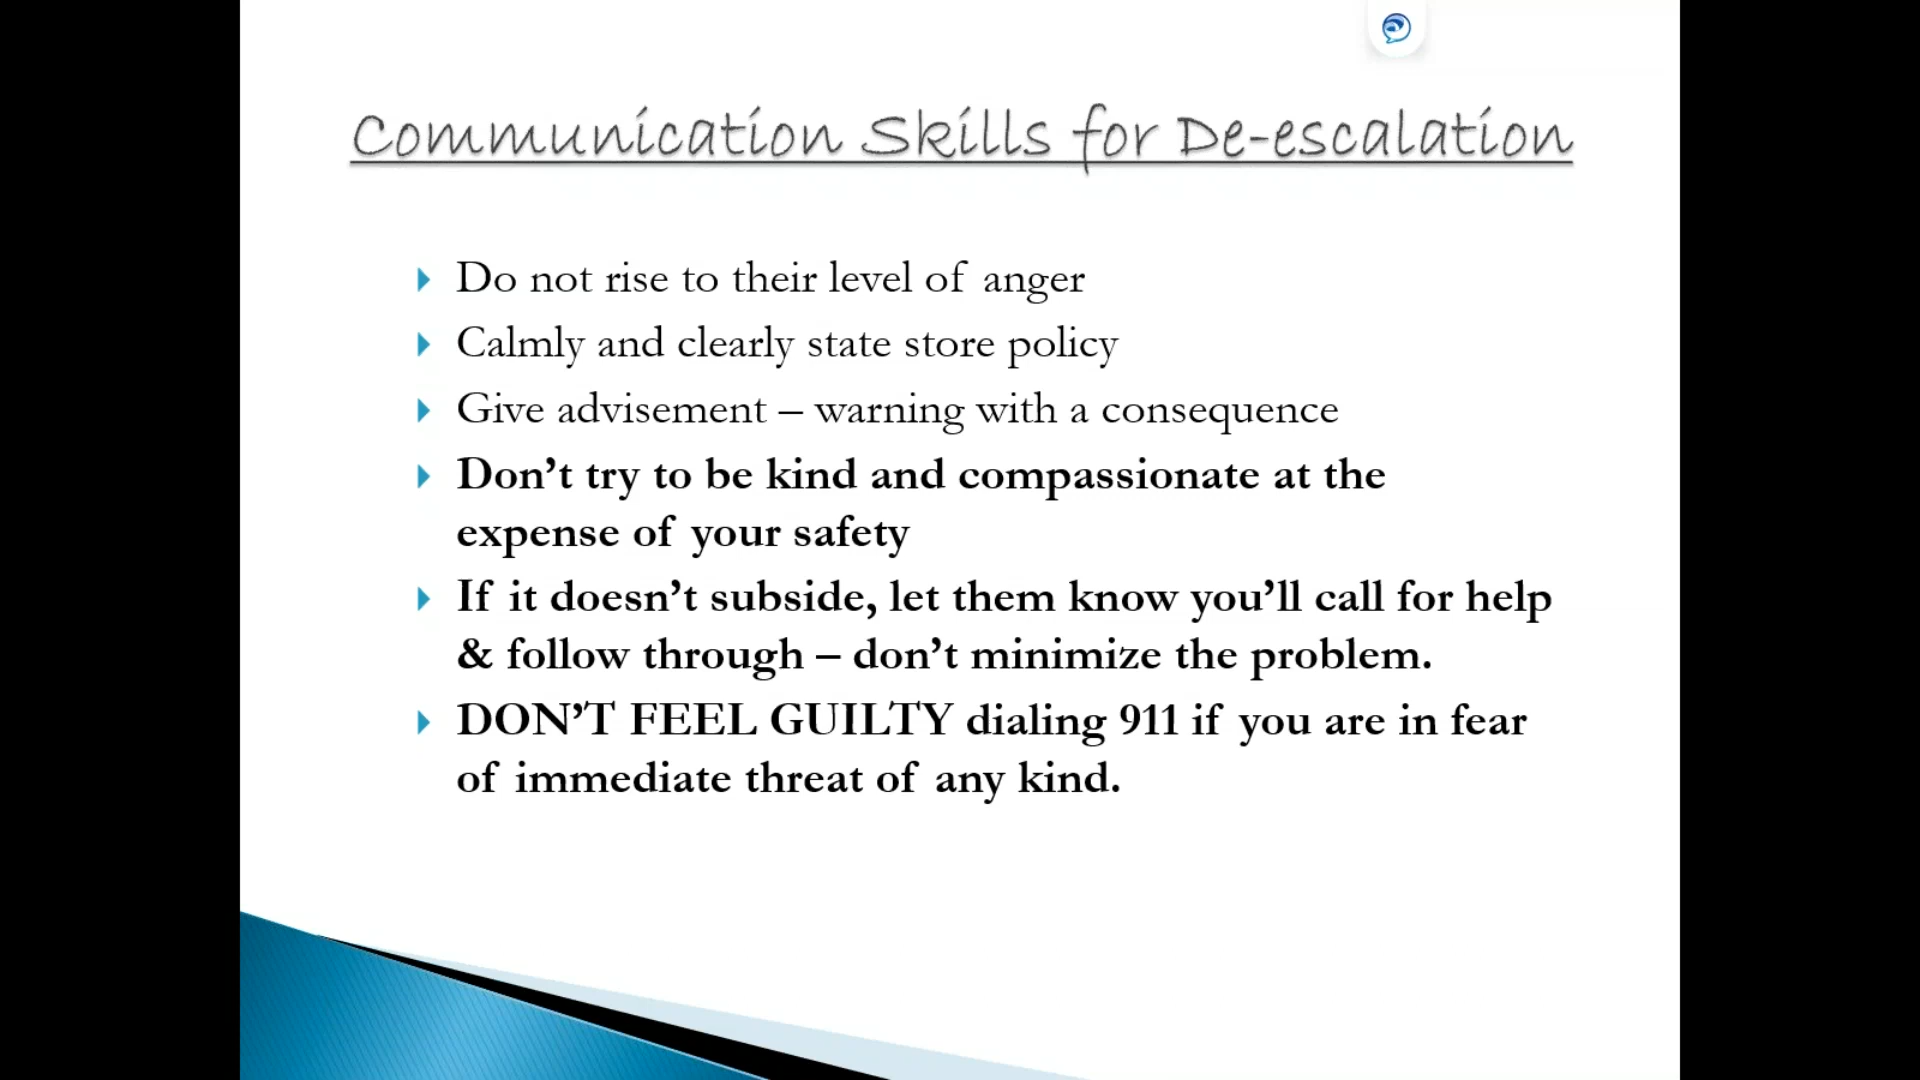 Communication Skills for De-escalation
Do not rise to their level of anger
Calmly and clearly state store policy
Give advisement – warning with a consequence
Don’t try to be kind and compassionate at the
expense of your safety
If it doesn’t subside, let them know you’ll call for help
& follow through – don’t minimize the problem.
DON’T FEEL GUILTY dialing 911 if you are in fear
of immediate threat of any kind.